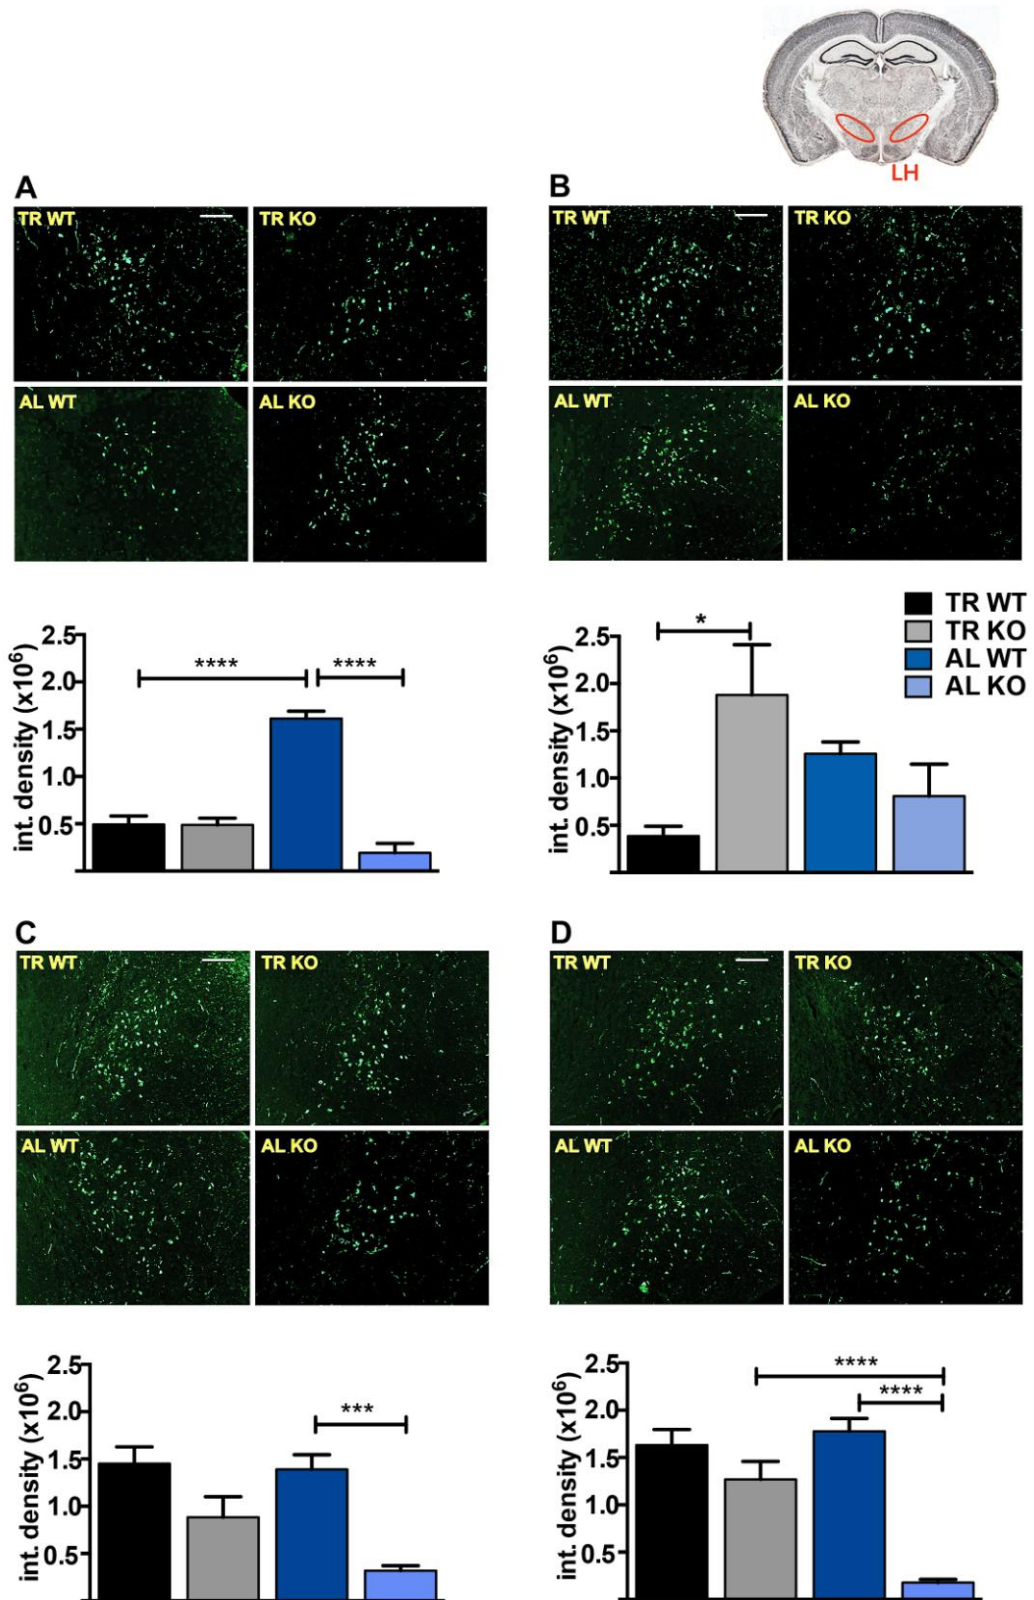 LH
A
TR WT
TR KO
AL WT
AL KO
B
TR WT
TR KO
AL WT
AL KO
int. density (x10⁶)
2.5
2.0
1.5
1.0
0.5
****
****
int. density (x10⁶)
2.5
2.0
1.5
1.0
0.5
*
TR WT
TR KO
AL WT
AL KO
C
TR WT
TR KO
AL WT
AL KO
D
TR WT
TR KO
AL WT
AL KO
int. density (x10⁶)
2.5
2.0
1.5
1.0
0.5
***
int. density (x10⁶)
2.5
2.0
1.5
1.0
0.5
****
****